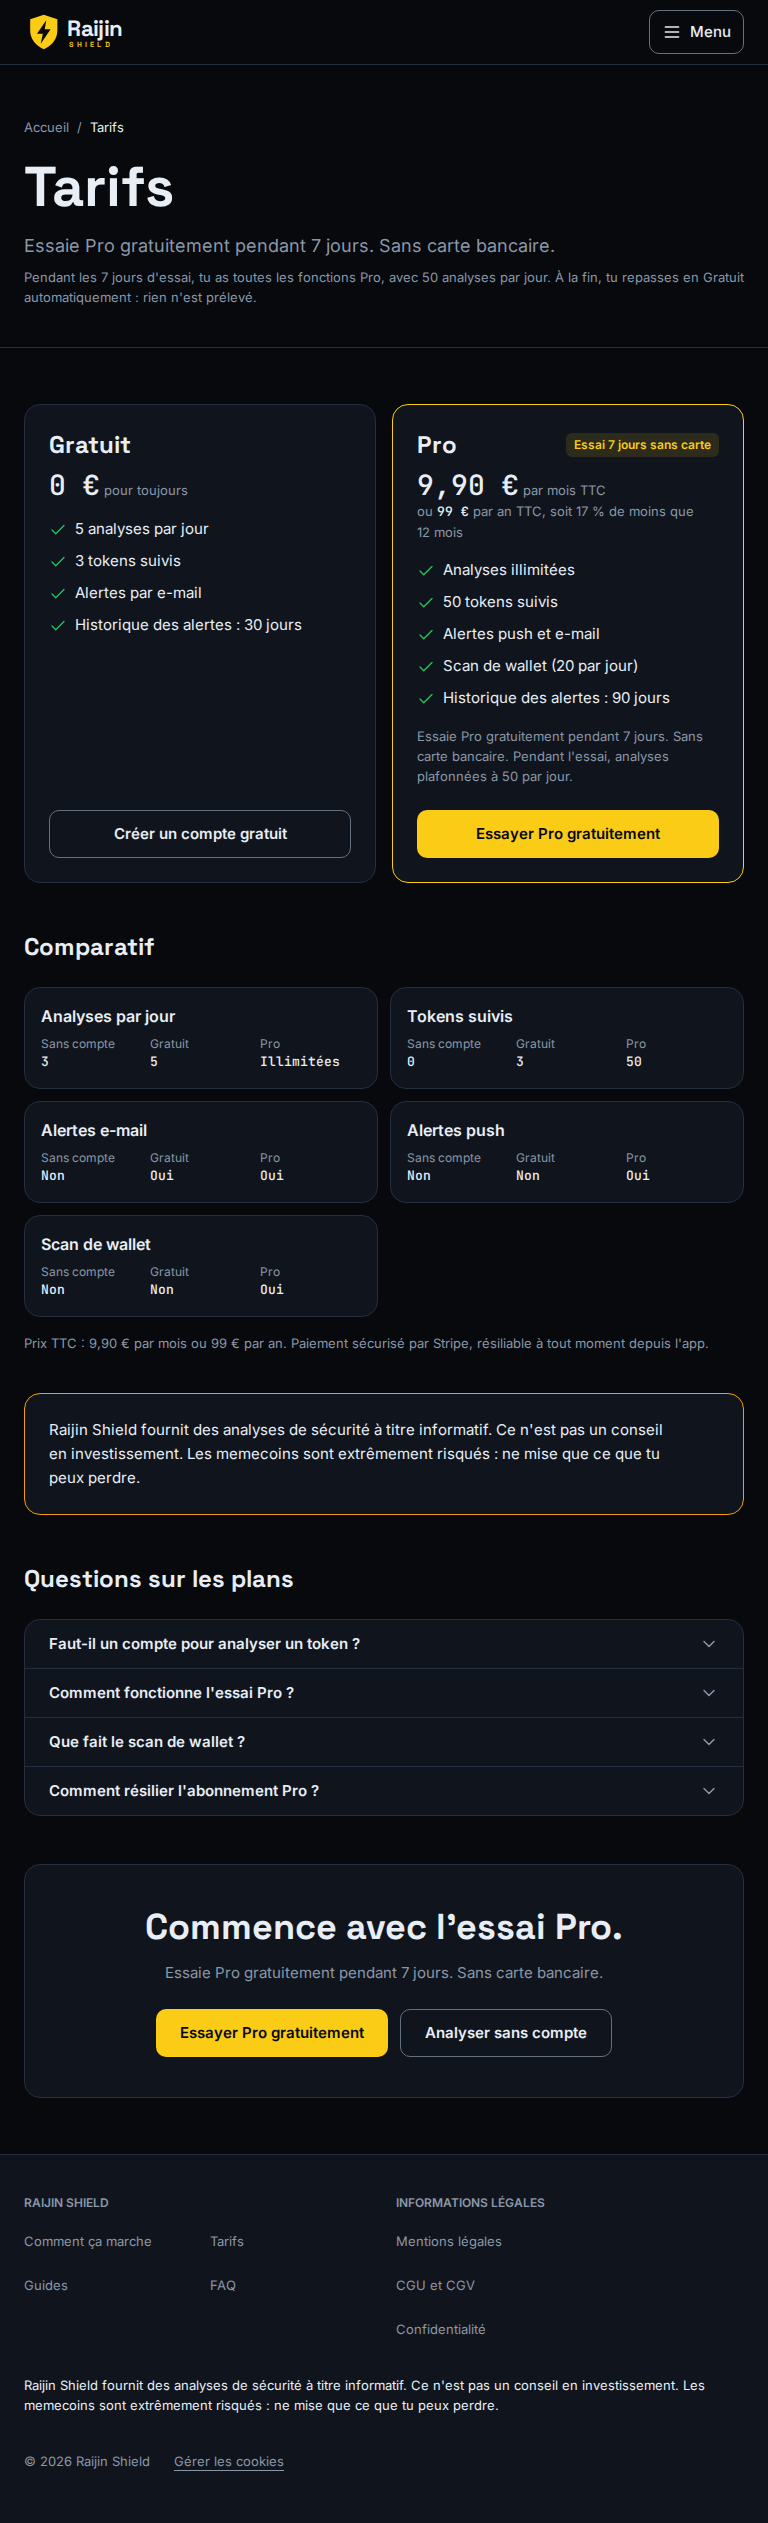 Raijin
SHIELD
Menu
Accueil / Tarifs
Tarifs
Essaie Pro gratuitement pendant 7 jours. Sans carte bancaire.
Pendant les 7 jours d'essai, tu as toutes les fonctions Pro, avec 50 analyses par jour. À la fin, tu repasses en Gratuit
automatiquement : rien n'est prélevé.
Gratuit
0 € pour toujours
5 analyses par jour
3 tokens suivis
Alertes par e-mail
Historique des alertes : 30 jours
Créer un compte gratuit
Pro
Essai 7 jours sans carte
9,90 € par mois TTC
ou 99 € par an TTC, soit 17 % de moins que
12 mois
Analyses illimitées
50 tokens suivis
Alertes push et e-mail
Scan de wallet (20 par jour)
Historique des alertes : 90 jours
Essaie Pro gratuitement pendant 7 jours. Sans
carte bancaire. Pendant l'essai, analyses
plafonnées à 50 par jour.
Essayer Pro gratuitement
Comparatif
Analyses par jour
Sans compte Gratuit Pro
3 5 Illimitées
Tokens suivis
Sans compte Gratuit Pro
0 3 50
Alertes e-mail
Sans compte Gratuit Pro
Non Oui Oui
Alertes push
Sans compte Gratuit Pro
Non Non Oui
Scan de wallet
Sans compte Gratuit Pro
Non Non Oui
Prix TTC : 9,90 € par mois ou 99 € par an. Paiement sécurisé par Stripe, résiliable à tout moment depuis l'app.
Raijin Shield fournit des analyses de sécurité à titre informatif. Ce n'est pas un conseil
en investissement. Les memecoins sont extrêmement risqués : ne mise que ce que tu
peux perdre.
Questions sur les plans
Faut-il un compte pour analyser un token ?
Comment fonctionne l'essai Pro ?
Que fait le scan de wallet ?
Comment résilier l'abonnement Pro ?
Commence avec l’essai Pro.
Essaie Pro gratuitement pendant 7 jours. Sans carte bancaire.
Essayer Pro gratuitement
Analyser sans compte
RAIJIN SHIELD
Comment ça marche
Tarifs
Guides
FAQ
INFORMATIONS LÉGALES
Mentions légales
CGU et CGV
Confidentialité
Raijin Shield fournit des analyses de sécurité à titre informatif. Ce n'est pas un conseil en investissement. Les
memecoins sont extrêmement risqués : ne mise que ce que tu peux perdre.
© 2026 Raijin Shield Gérer les cookies